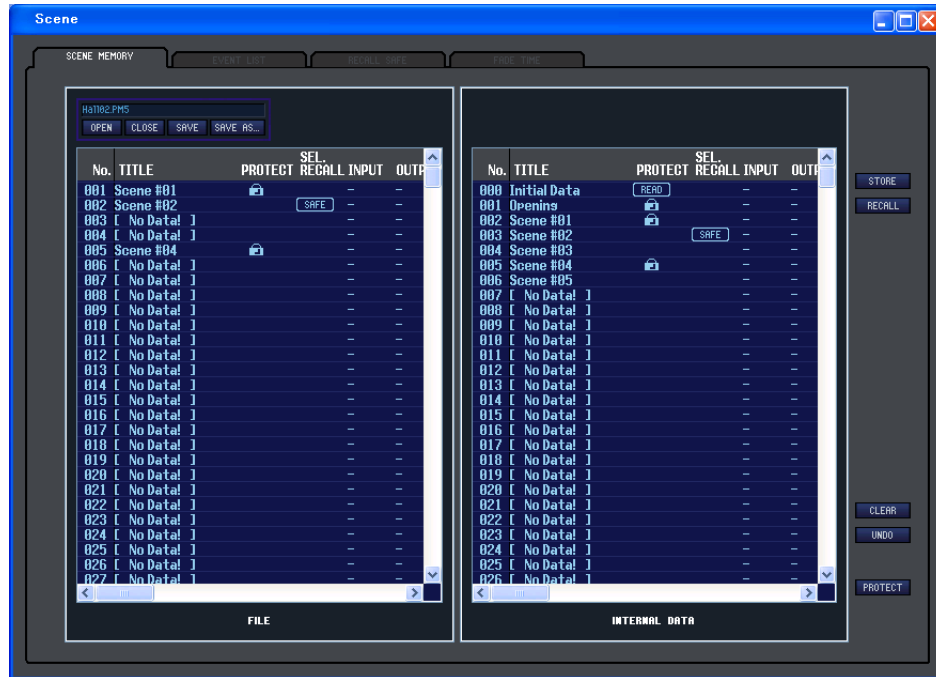 Scene
SCENE MEMORY EVENT LIST RECALL SAFE FADE TIME
Hall02.PM5
OPEN CLOSE SAVE SAVE AS...
No. TITLE PROTECT SEL. RECALL INPUT OUTP
001 Scene #01 - -
002 Scene #02 SAFE - -
003 [ No Data! ] - -
004 [ No Data! ] - -
005 Scene #04 - -
006 [ No Data! ] - -
007 [ No Data! ] - -
008 [ No Data! ] - -
009 [ No Data! ] - -
010 [ No Data! ] - -
011 [ No Data! ] - -
012 [ No Data! ] - -
013 [ No Data! ] - -
014 [ No Data! ] - -
015 [ No Data! ] - -
016 [ No Data! ] - -
017 [ No Data! ] - -
018 [ No Data! ] - -
019 [ No Data! ] - -
020 [ No Data! ] - -
021 [ No Data! ] - -
022 [ No Data! ] - -
023 [ No Data! ] - -
024 [ No Data! ] - -
025 [ No Data! ] - -
026 [ No Data! ] - -
027 [ No Data! ] - -
FILE
No. TITLE PROTECT SEL. RECALL INPUT OUTP
000 Initial Data READ - -
001 Opening - -
002 Scene #01 - -
003 Scene #02 SAFE - -
004 Scene #03 - -
005 Scene #04 - -
006 Scene #05 - -
007 [ No Data! ] - -
008 [ No Data! ] - -
009 [ No Data! ] - -
010 [ No Data! ] - -
011 [ No Data! ] - -
012 [ No Data! ] - -
013 [ No Data! ] - -
014 [ No Data! ] - -
015 [ No Data! ] - -
016 [ No Data! ] - -
017 [ No Data! ] - -
018 [ No Data! ] - -
019 [ No Data! ] - -
020 [ No Data! ] - -
021 [ No Data! ] - -
022 [ No Data! ] - -
023 [ No Data! ] - -
024 [ No Data! ] - -
025 [ No Data! ] - -
026 [ No Data! ] - -
INTERNAL DATA
STORE
RECALL
CLEAR
UNDO
PROTECT